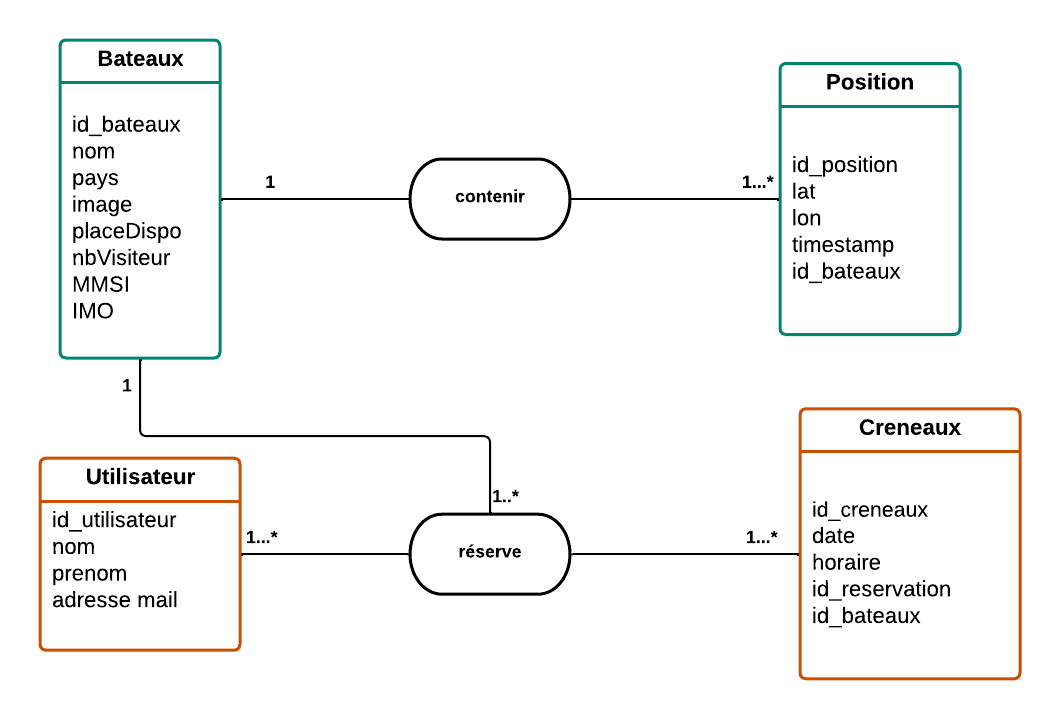 Bateaux
id_bateaux
nom
pays
image
placeDispo
nbVisiteur
MMSI
IMO
1
contenir
1...*
Position
id_position
lat
lon
timestamp
id_bateaux
1
1..*
Utilisateur
id_utilisateur
nom
prenom
adresse mail
1...*
réserve
1...*
Creneaux
id_creneaux
date
horaire
id_reservation
id_bateaux